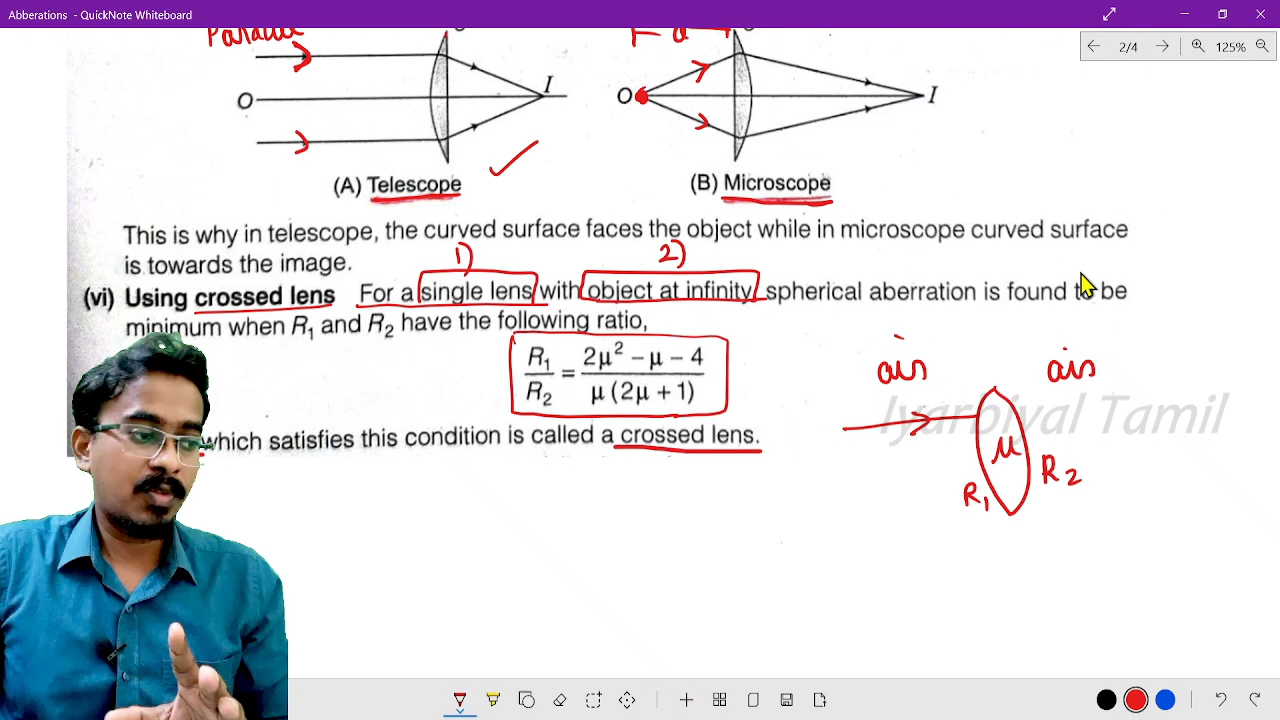 Abberations - QuickNote Whiteboard
2/4
125%
Parallel
O
I
O
I
(A) Telescope
(B) Microscope
This is why in telescope, the curved surface faces the object while in microscope curved surface
is towards the image.
1)
2)
(vi) Using crossed lens For a single lens with object at infinity, spherical aberration is found to be
minimum when R₁ and R₂ have the following ratio,
R₁/R₂ = (2μ² – μ – 4)/(μ (2μ + 1))
which satisfies this condition is called a crossed lens.
air
air
Iyarbiyal Tamil
μ
R₁
R₂